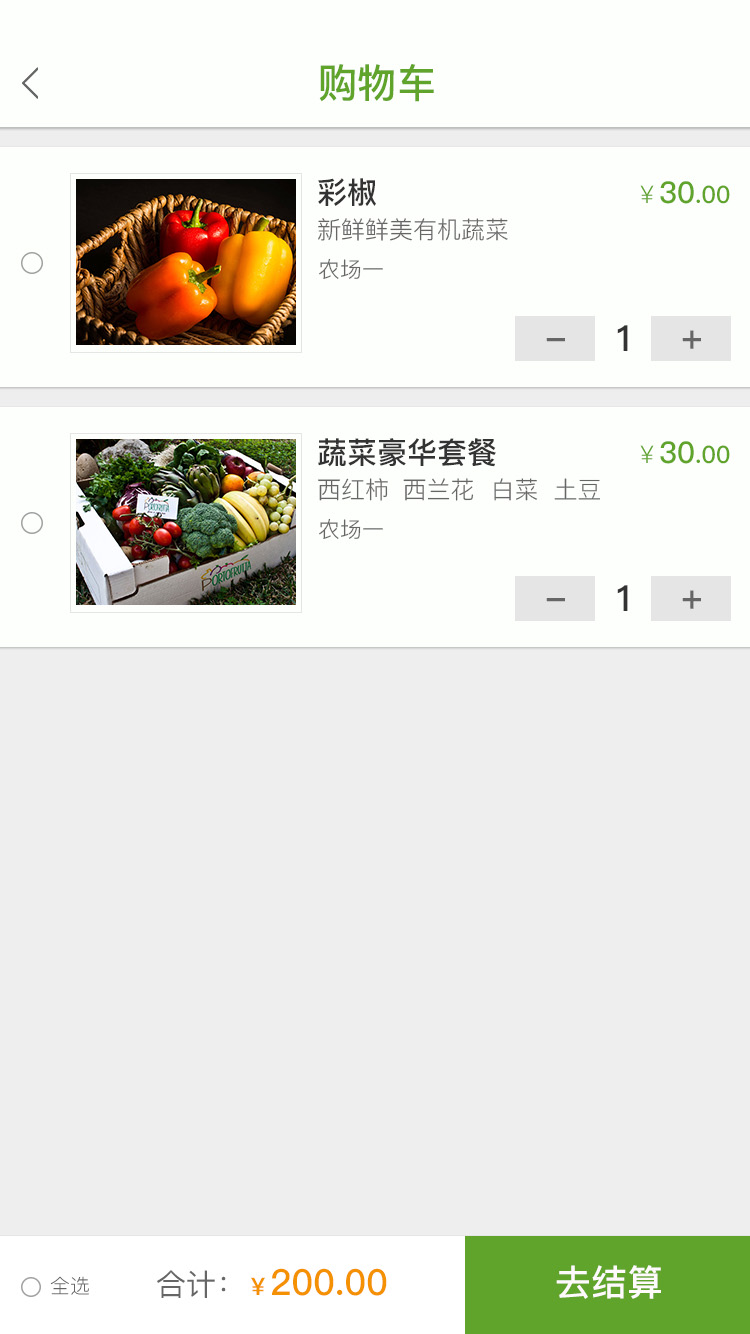 购物车
彩椒
¥30.00
新鲜鲜美有机蔬菜
农场一
1
蔬菜豪华套餐
¥30.00
西红柿 西兰花 白菜 土豆
农场一
PORTOFRUTTA
1
全选
合计：
¥200.00
去结算